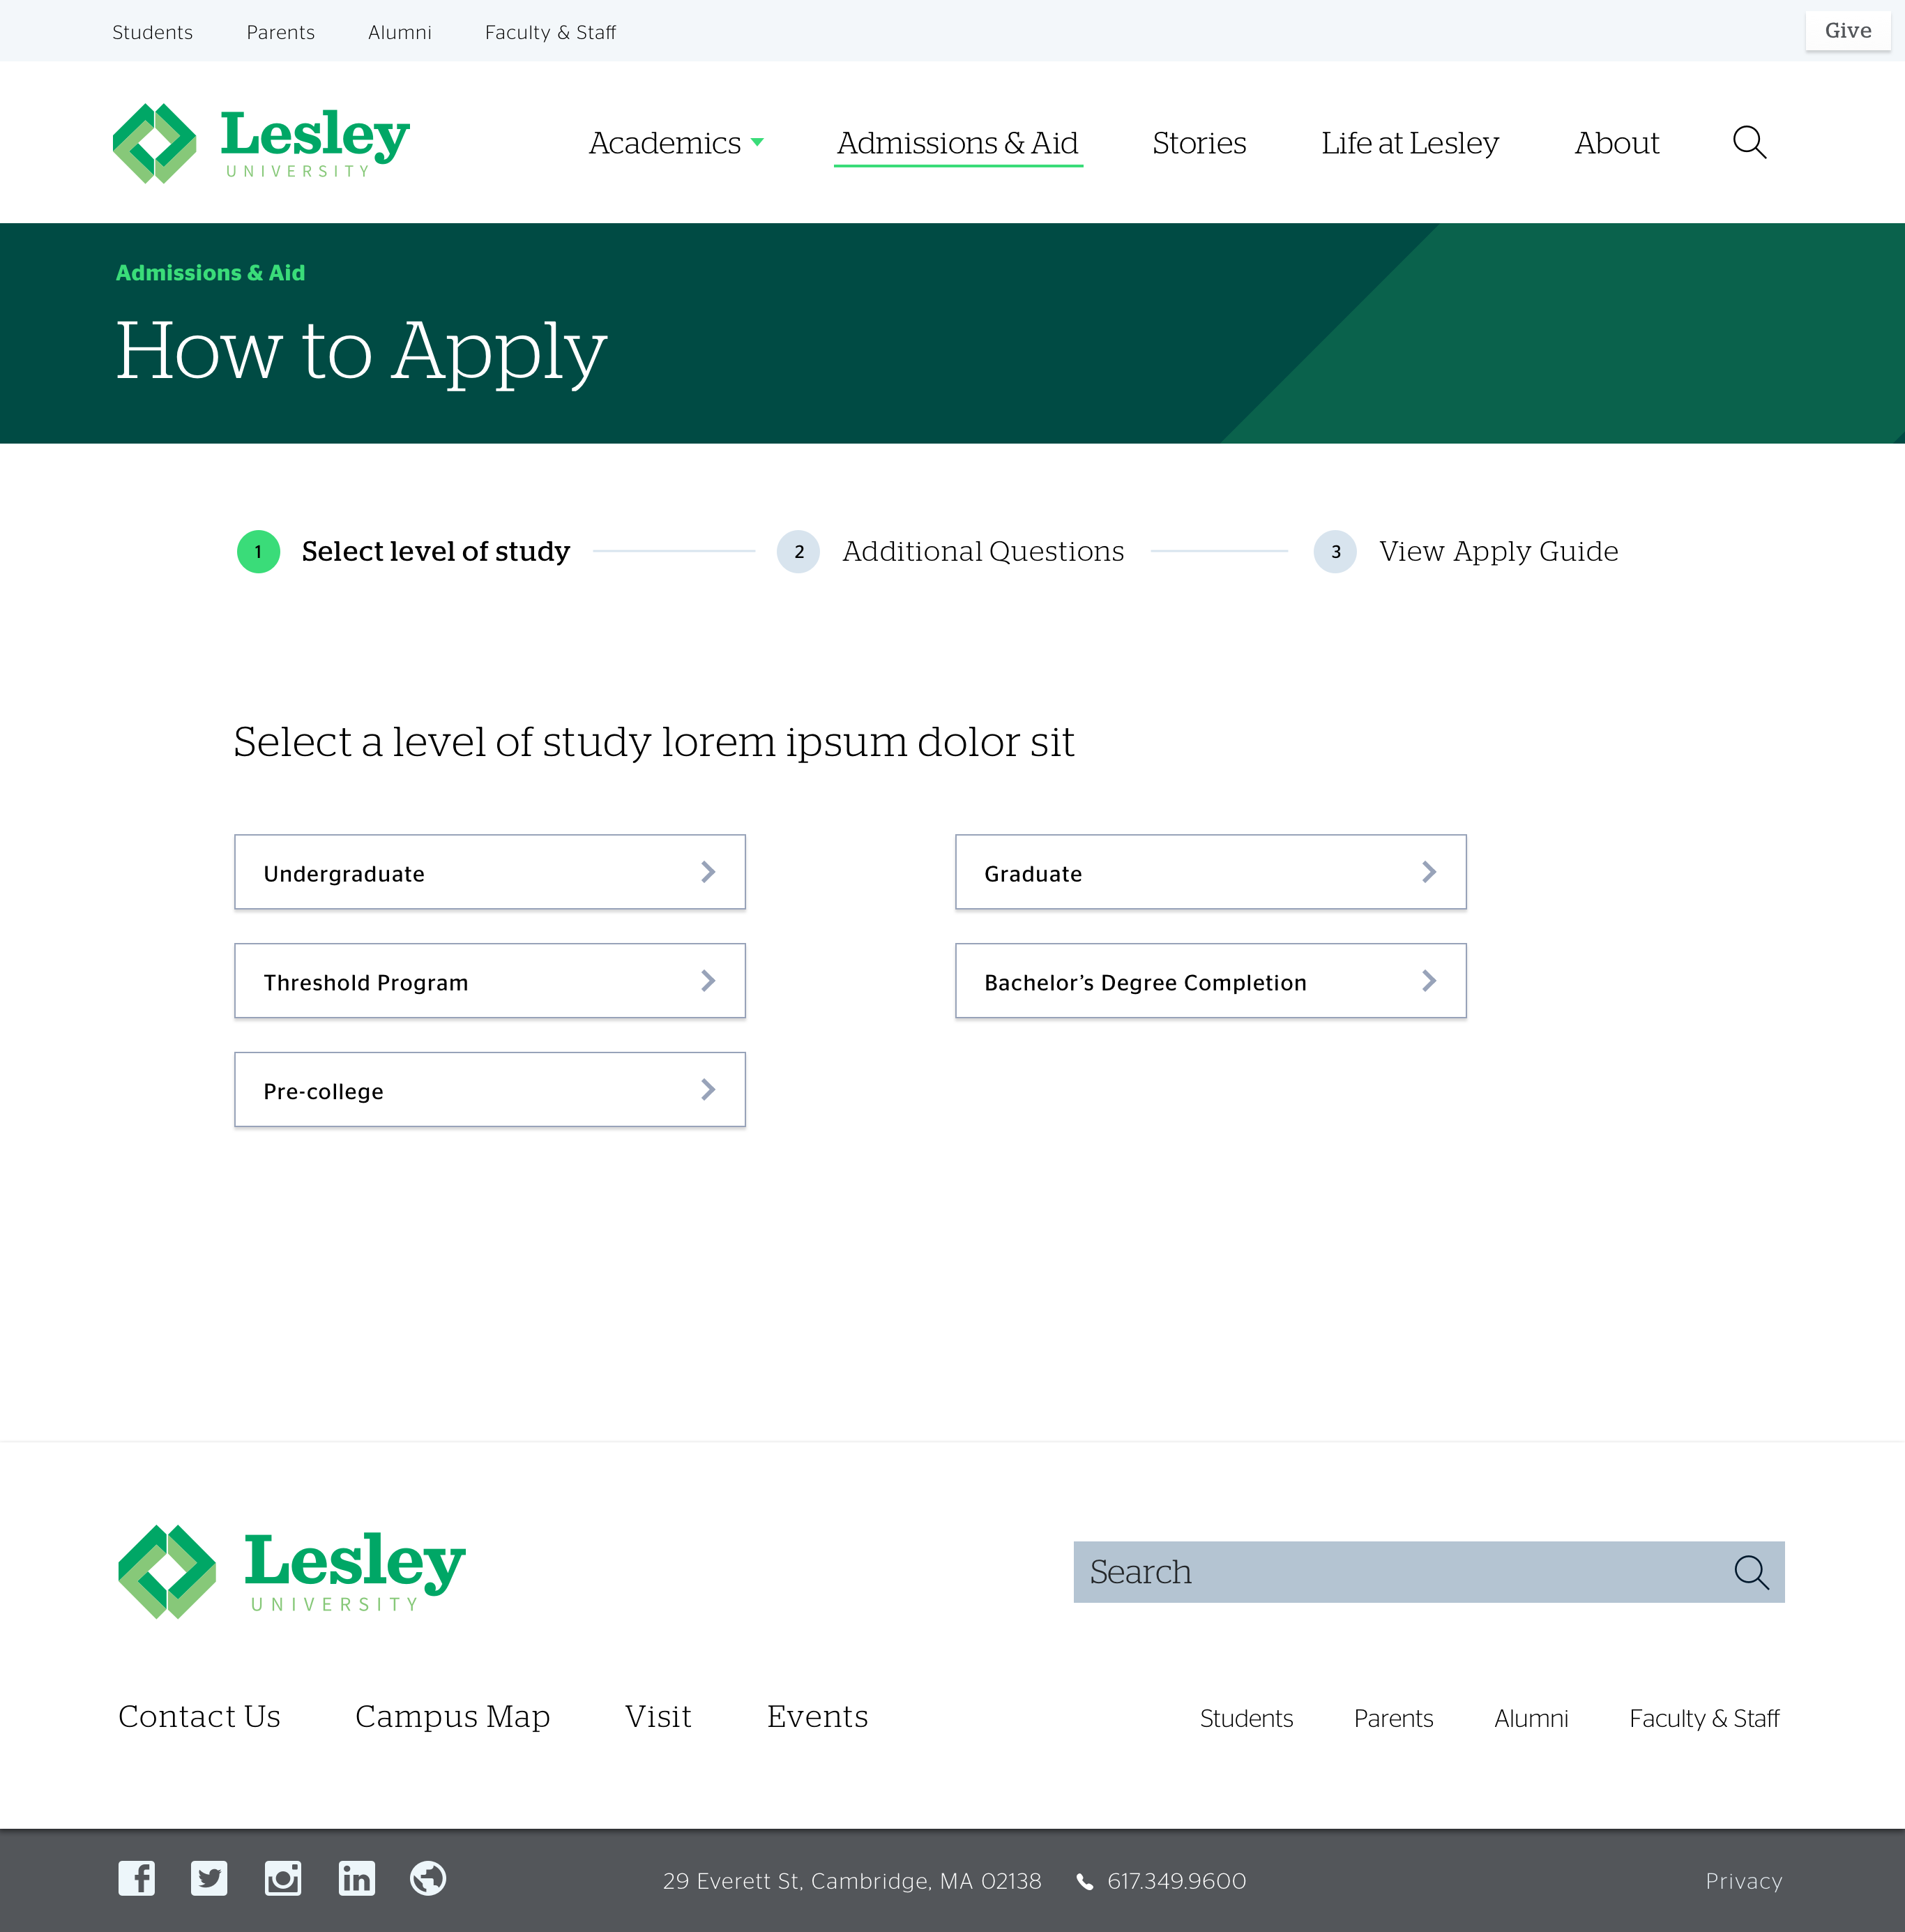 Students Parents Alumni Faculty & Staff Give
Lesley
UNIVERSITY
Academics Admissions & Aid Stories Life at Lesley About
Admissions & Aid
How to Apply
1 Select level of study 2 Additional Questions 3 View Apply Guide
Select a level of study lorem ipsum dolor sit
Undergraduate Graduate
Threshold Program Bachelor’s Degree Completion
Pre-college
Lesley
UNIVERSITY
Search
Contact Us Campus Map Visit Events Students Parents Alumni Faculty & Staff
29 Everett St, Cambridge, MA 02138 617.349.9600 Privacy